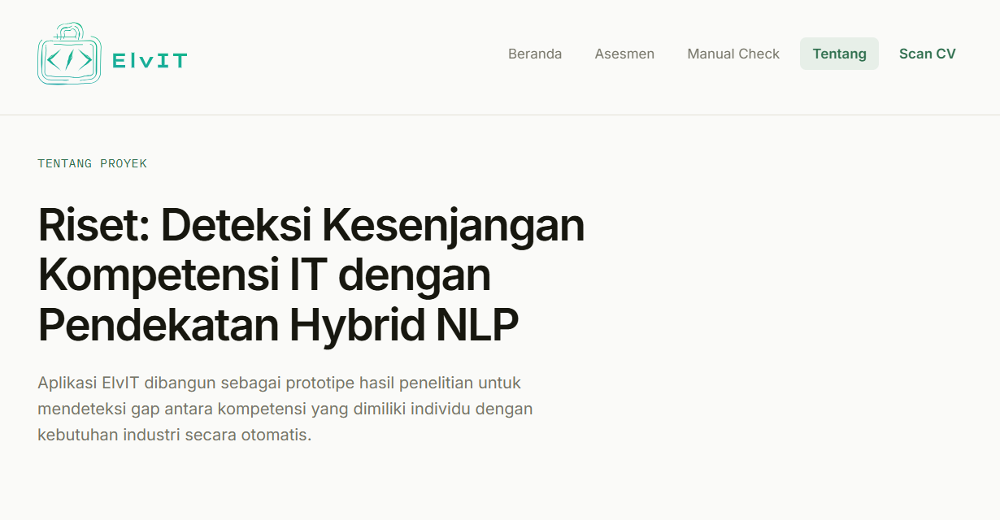 </> ElvIT
Beranda Asesmen Manual Check Tentang Scan CV
TENTANG PROYEK
Riset: Deteksi Kesenjangan
Kompetensi IT dengan
Pendekatan Hybrid NLP
Aplikasi ElvIT dibangun sebagai prototipe hasil penelitian untuk
mendeteksi gap antara kompetensi yang dimiliki individu dengan
kebutuhan industri secara otomatis.